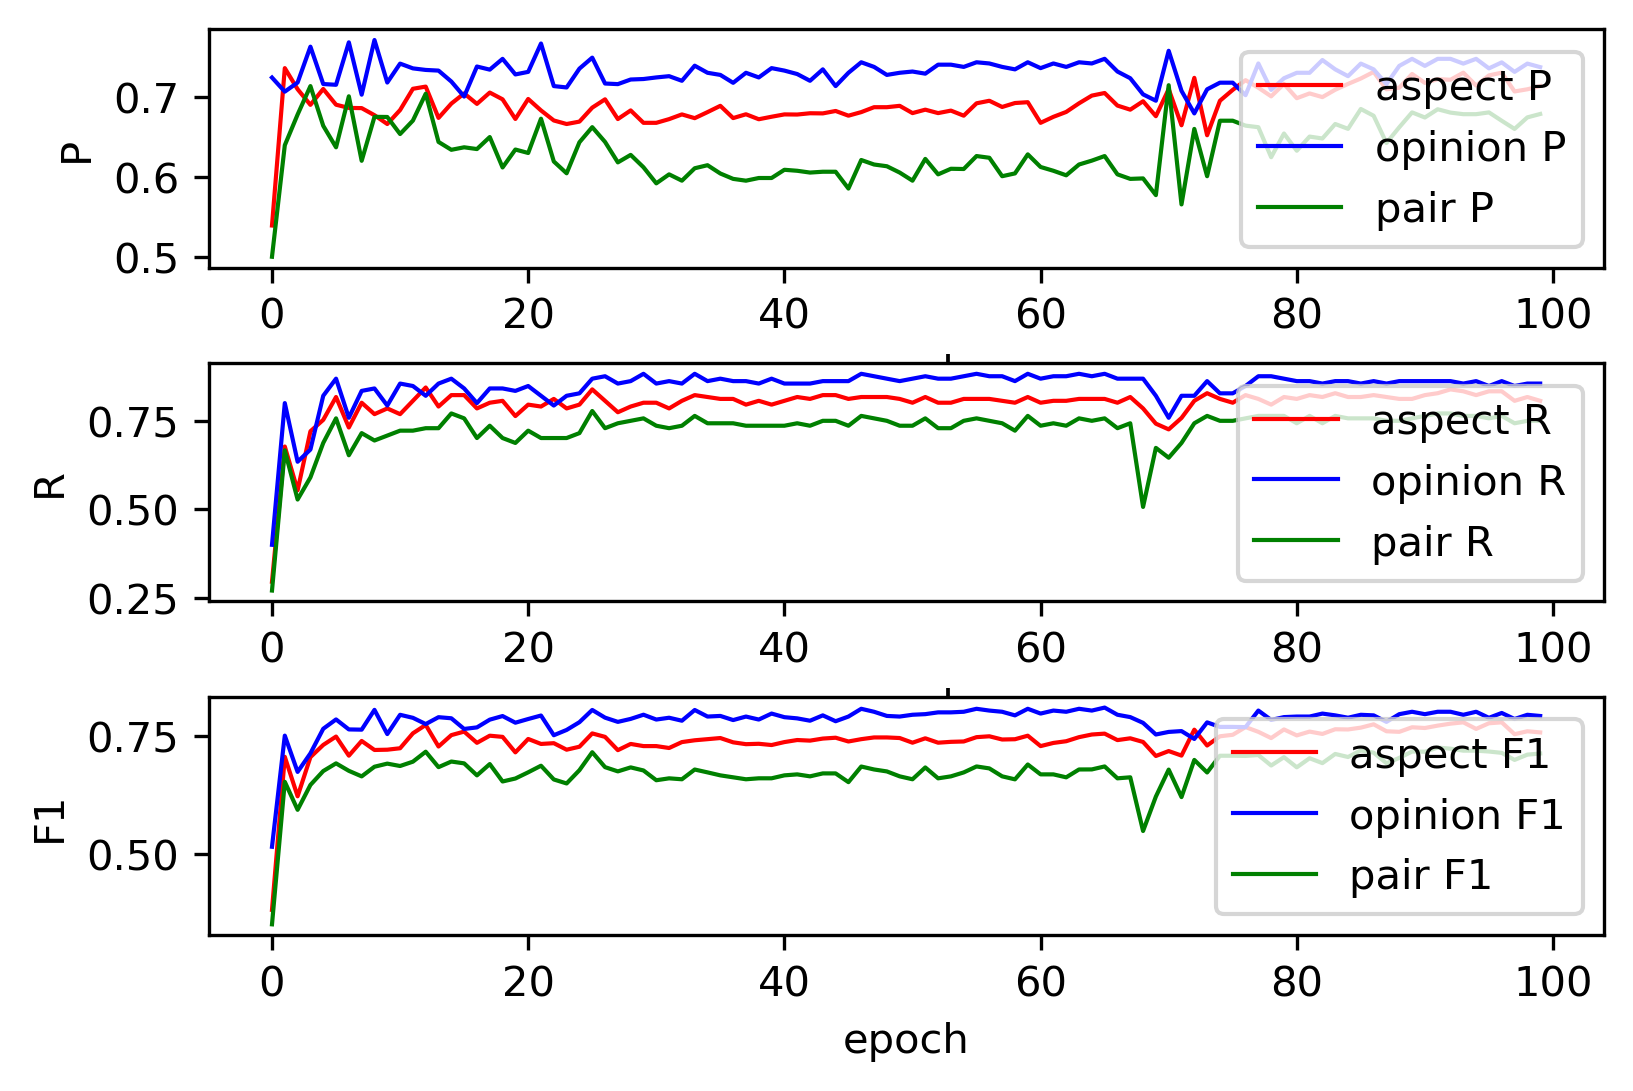 0.7
0.6
0.5
P
aspect P
opinion P
pair P
0 20 40 60 80 100
0.75
0.50
0.25
R
aspect R
opinion R
pair R
0 20 40 60 80 100
0.75
0.50
F1
aspect F1
opinion F1
pair F1
0 20 40 60 80 100
epoch